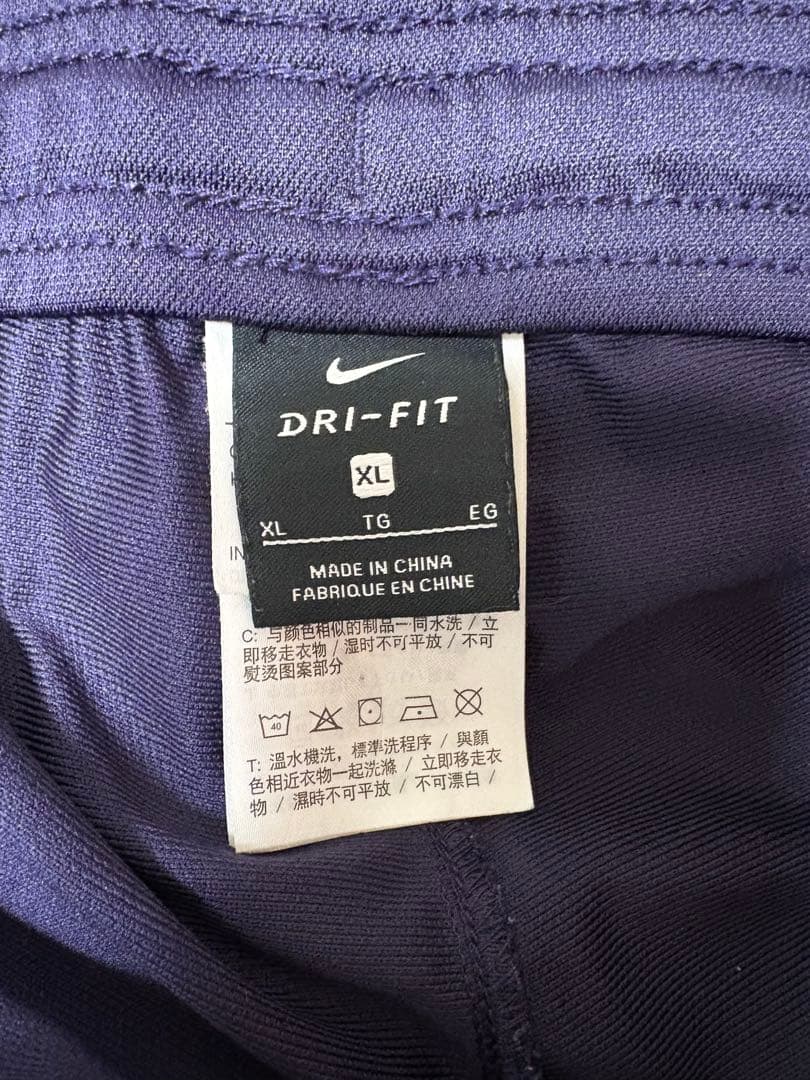 DRI-FIT
XL
XL TG EG
MADE IN CHINA
FABRIQUE EN CHINE
IN
C: 与颜色相似的制品一同水洗 / 立
即移走衣物 / 湿时不可平放 / 不可
熨烫图案部分
40
T: 溫水機洗，標準洗程序 / 與顏
色相近衣物一起洗滌 / 立即移走衣
物 / 濕時不可平放 / 不可漂白 /